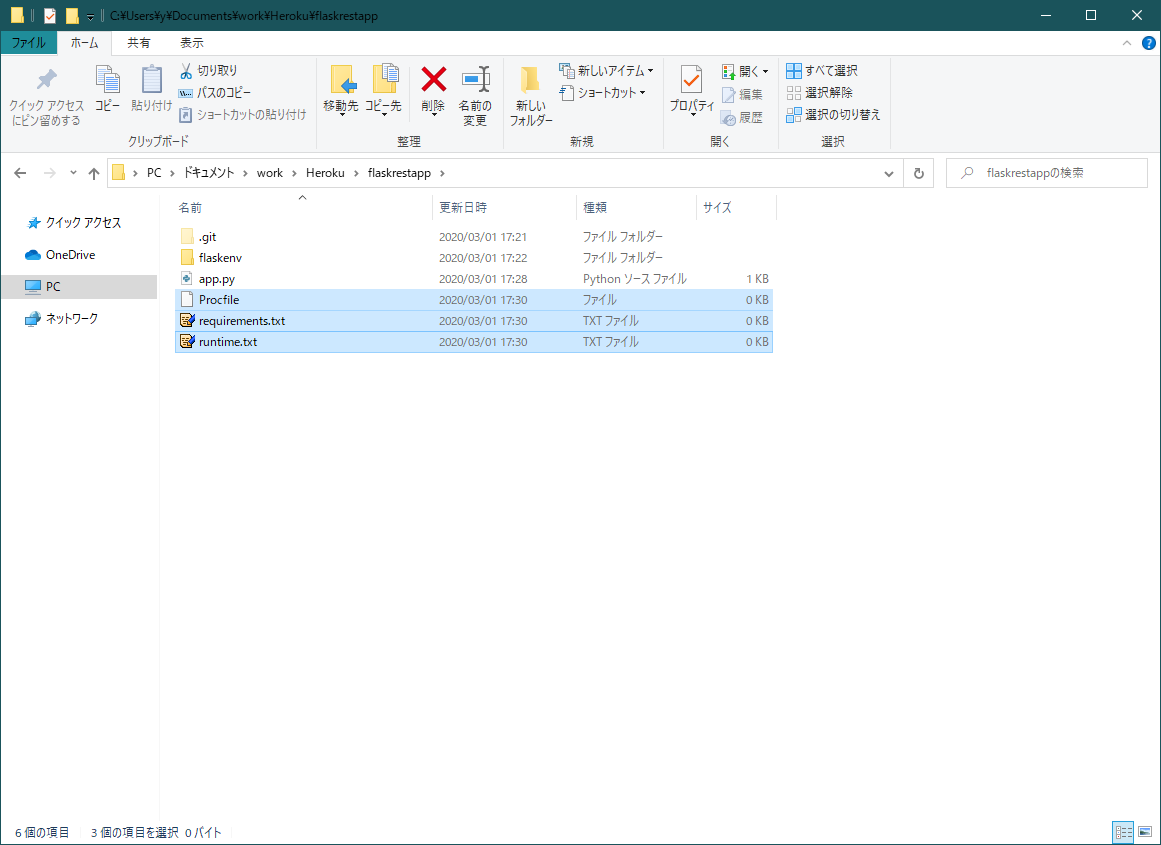 C:¥Users¥y¥Documents¥work¥Heroku¥flaskrestapp
ファイル ホーム 共有 表示
クイック アクセスにピン留めする
コピー
貼り付け
切り取り
パスのコピー
ショートカットの貼り付け
クリップボード
移動先
コピー先
削除
名前の変更
整理
新しいフォルダー
新しいアイテム
ショートカット
新規
プロパティ
開く
編集
履歴
開く
すべて選択
選択解除
選択の切り替え
選択
PC › ドキュメント › work › Heroku › flaskrestapp ›
flaskrestappの検索
クイック アクセス
OneDrive
PC
ネットワーク
名前 更新日時 種類 サイズ
.git 2020/03/01 17:21 ファイル フォルダー
flaskenv 2020/03/01 17:22 ファイル フォルダー
app.py 2020/03/01 17:28 Python ソース ファイル 1 KB
Procfile 2020/03/01 17:30 ファイル 0 KB
requirements.txt 2020/03/01 17:30 TXT ファイル 0 KB
runtime.txt 2020/03/01 17:30 TXT ファイル 0 KB
6 個の項目 3 個の項目を選択 0 バイト